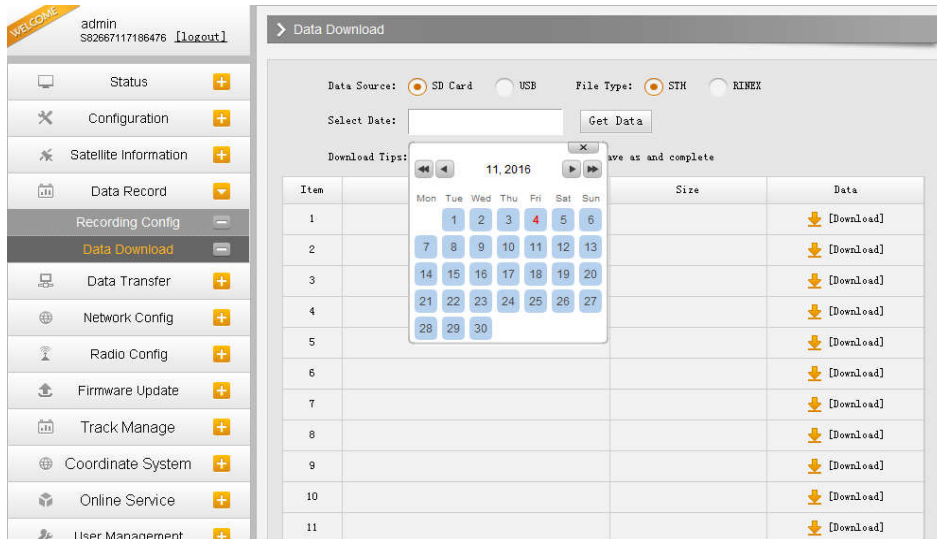 WELCOME
admin
S82667117186476 [logout]
Status
Configuration
Satellite Information
Data Record
Recording Config
Data Download
Data Transfer
Network Config
Radio Config
Firmware Update
Track Manage
Coordinate System
Online Service
User Management
Data Download
Data Source: SD Card USB File Type: STH RINEX
Select Date: Get Data
Download Tips: ave as and complete
11, 2016
Mon Tue Wed Thu Fri Sat Sun
1 2 3 4 5 6
7 8 9 10 11 12 13
14 15 16 17 18 19 20
21 22 23 24 25 26 27
28 29 30
Item Size Data
1 [Download]
2 [Download]
3 [Download]
4 [Download]
5 [Download]
6 [Download]
7 [Download]
8 [Download]
9 [Download]
10 [Download]
11 [Download]